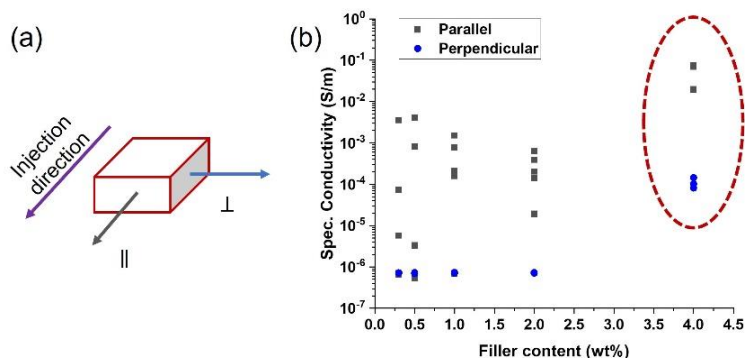 (a)
Injection
direction
⊥
||
(b)
Parallel
Perpendicular
Spec. Conductivity (S/m)
10^0
10^-1
10^-2
10^-3
10^-4
10^-5
10^-6
10^-7
0.0 0.5 1.0 1.5 2.0 2.5 3.0 3.5 4.0 4.5
Filler content (wt%)